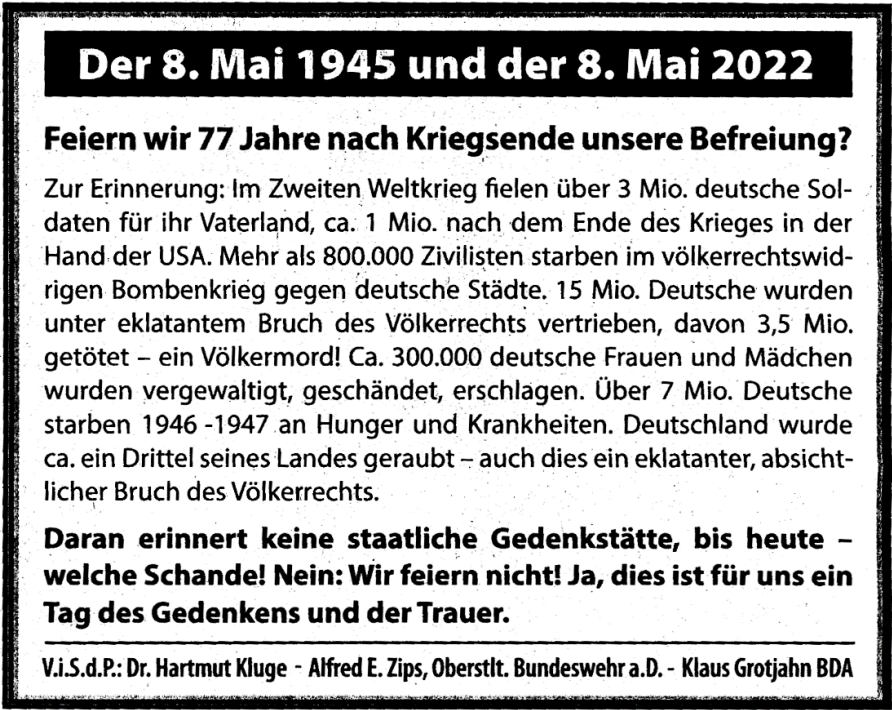 Der 8. Mai 1945 und der 8. Mai 2022
Feiern wir 77 Jahre nach Kriegsende unsere Befreiung?
Zur Erinnerung: Im Zweiten Weltkrieg fielen über 3 Mio. deutsche Sol-
daten für ihr Vaterland, ca. 1 Mio. nach dem Ende des Krieges in der
Hand der USA. Mehr als 800.000 Zivilisten starben im völkerrechtswid-
rigen Bombenkrieg gegen deutsche Städte. 15 Mio. Deutsche wurden
unter eklatantem Bruch des Völkerrechts vertrieben, davon 3,5 Mio.
getötet – ein Völkermord! Ca. 300.000 deutsche Frauen und Mädchen
wurden vergewaltigt, geschändet, erschlagen. Über 7 Mio. Deutsche
starben 1946 -1947 an Hunger und Krankheiten. Deutschland wurde
ca. ein Drittel seines Landes geraubt – auch dies ein eklatanter, absicht-
licher Bruch des Völkerrechts.
Daran erinnert keine staatliche Gedenkstätte, bis heute –
welche Schande! Nein: Wir feiern nicht! Ja, dies ist für uns ein
Tag des Gedenkens und der Trauer.
V.i.S.d.P.: Dr. Hartmut Kluge - Alfred E. Zips, Oberstlt. Bundeswehr a.D. - Klaus Grotjahn BDA